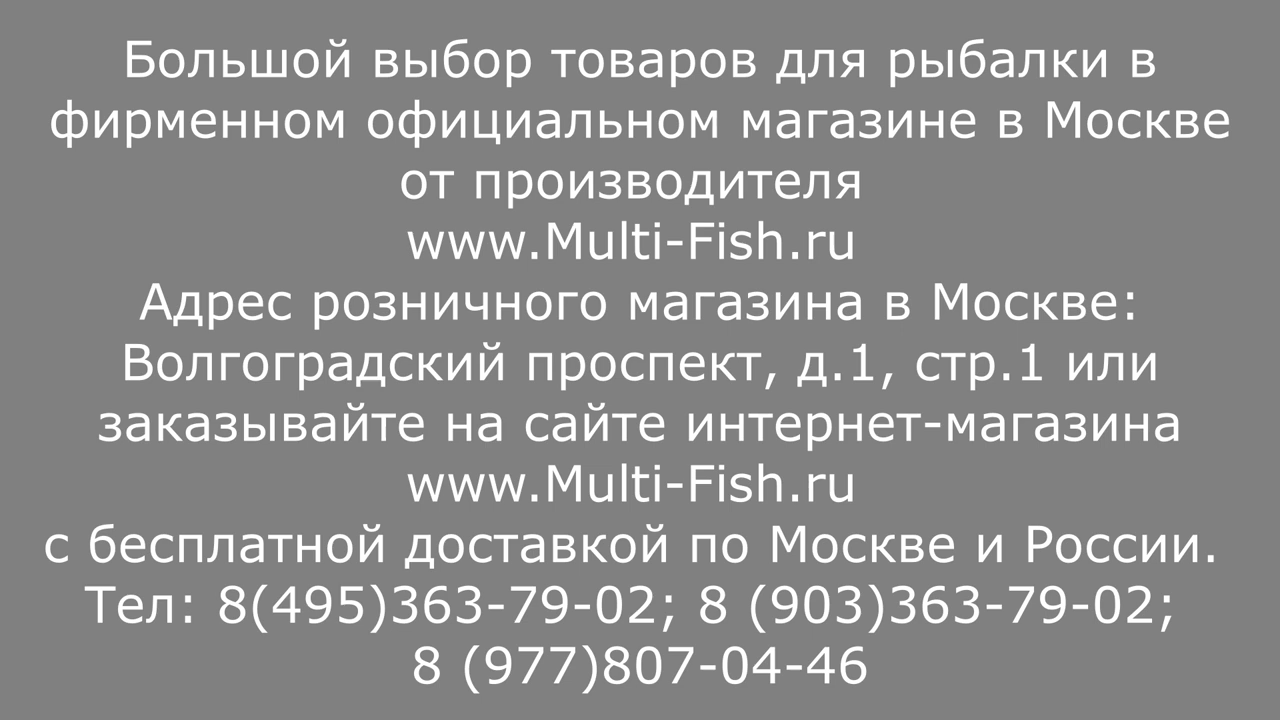 Большой выбор товаров для рыбалки в
фирменном официальном магазине в Москве
от производителя
www.Multi-Fish.ru
Адрес розничного магазина в Москве:
Волгоградский проспект, д.1, стр.1 или
заказывайте на сайте интернет-магазина
www.Multi-Fish.ru
с бесплатной доставкой по Москве и России.
Тел: 8(495)363-79-02; 8 (903)363-79-02;
8 (977)807-04-46